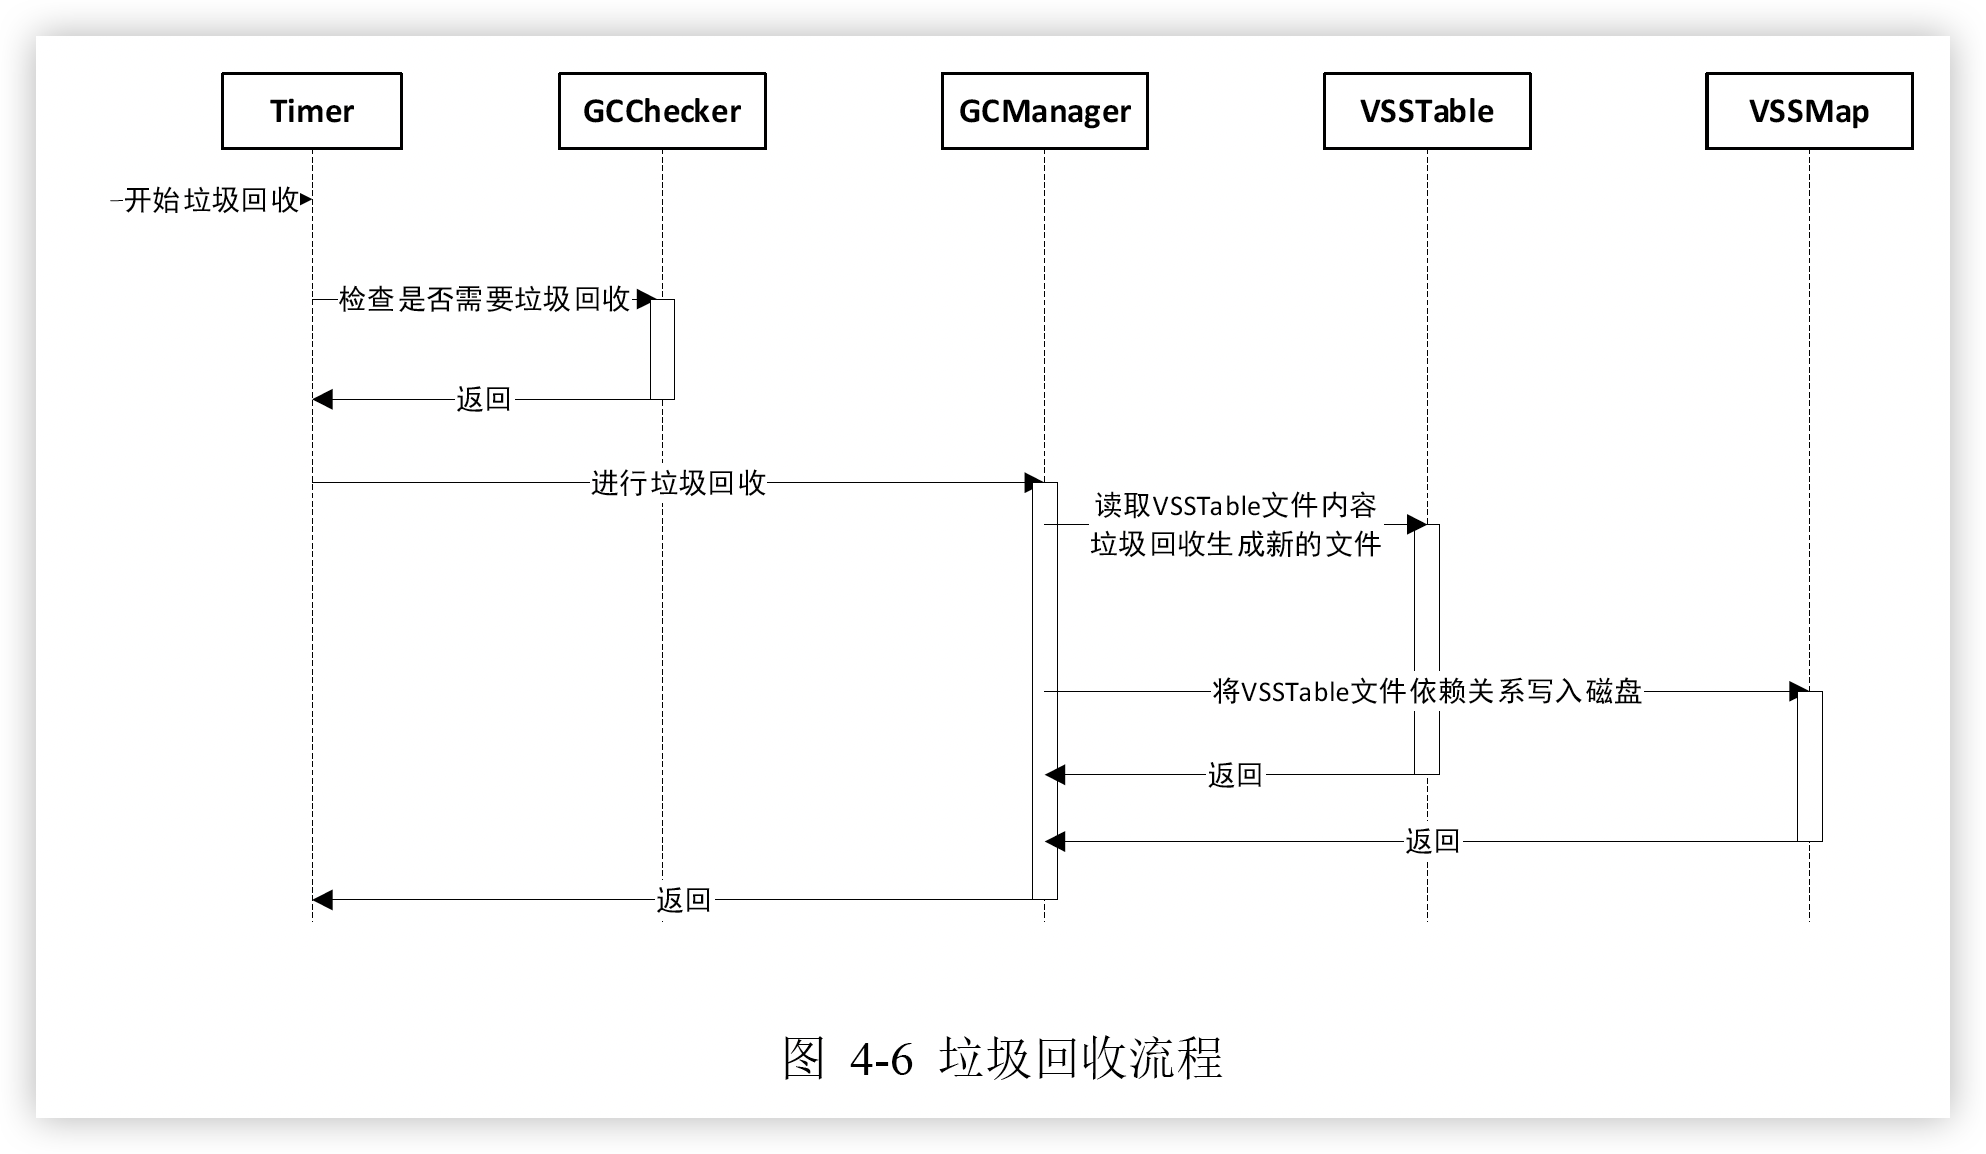 Timer
GCChecker
GCManager
VSSTable
VSSMap
开始垃圾回收
检查是否需要垃圾回收
返回
进行垃圾回收
读取VSSTable文件内容
垃圾回收生成新的文件
将VSSTable文件依赖关系写入磁盘
返回
返回
返回
图 4-6 垃圾回收流程